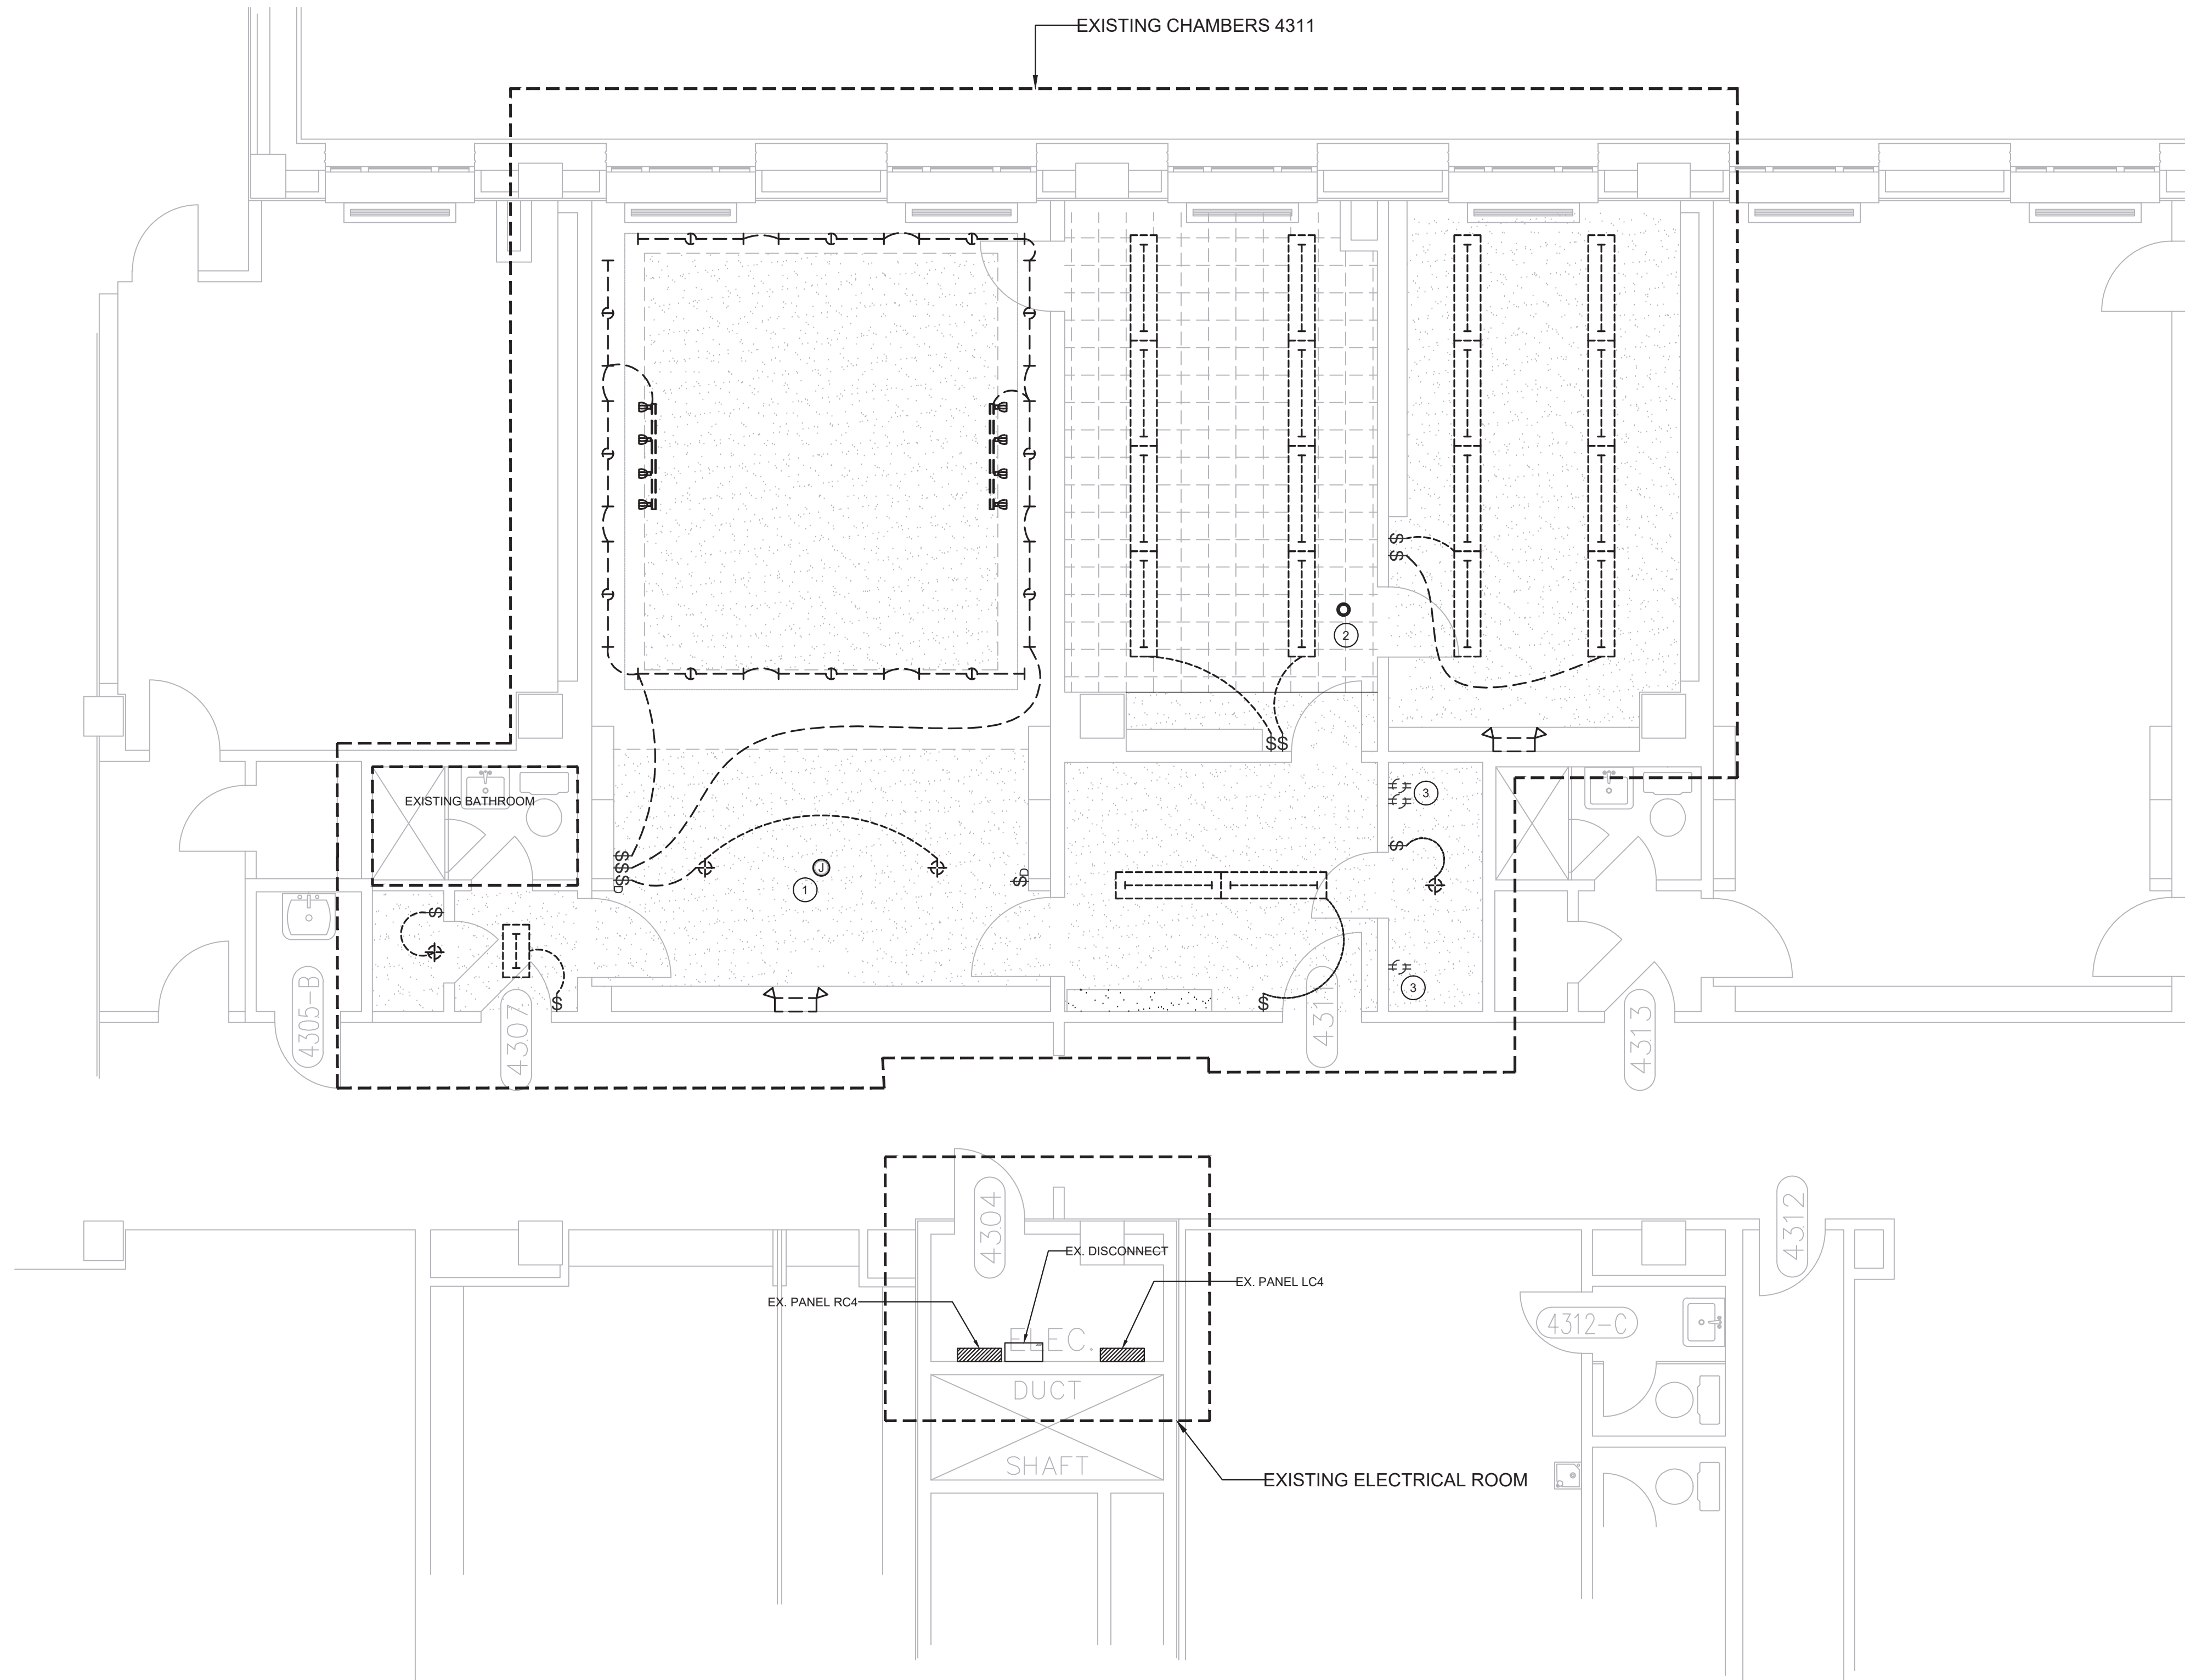 EXISTING CHAMBERS 4311
2
$
$
$$
EXISTING BATHROOM
3
$
$
$
$
$D
J
1
$D
$
$
$
3
4305-B
4307
4311
4313
4304
4312
EX. DISCONNECT
EX. PANEL LC4
EX. PANEL RC4
ELEC.
4312-C
DUCT
SHAFT
EXISTING ELECTRICAL ROOM